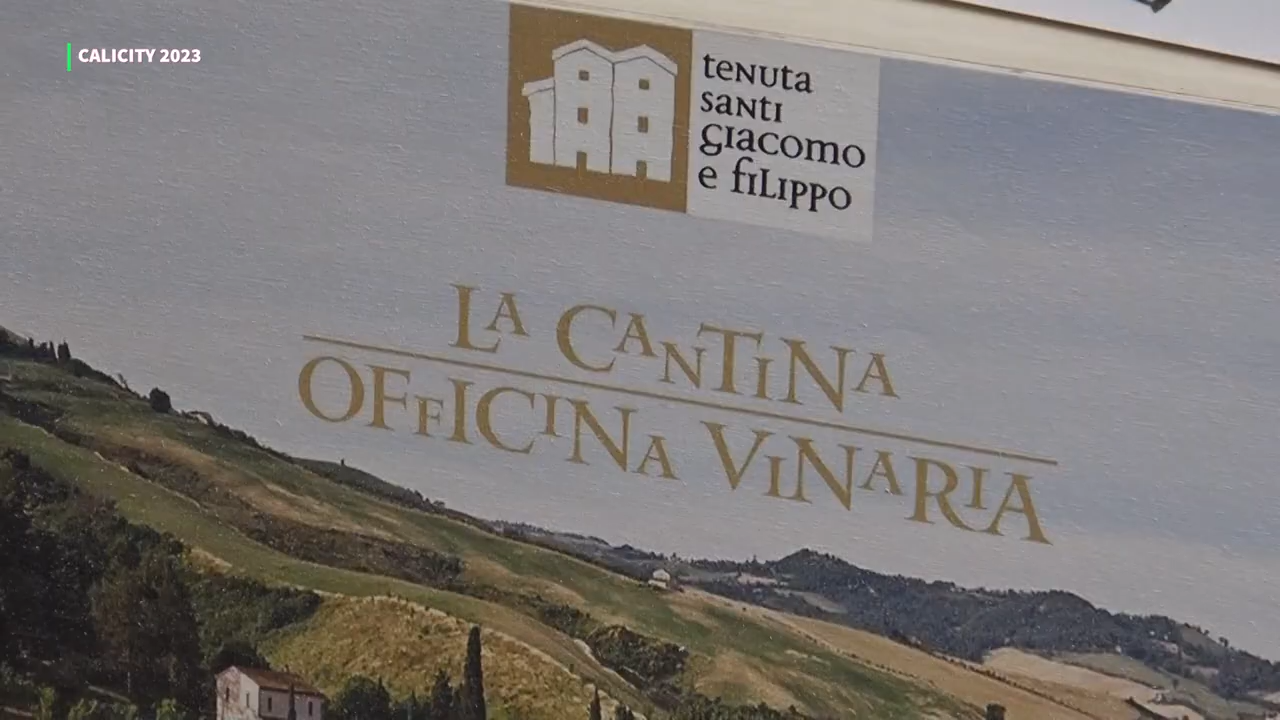 CALICITY 2023
tenuta
santi
giacomo
e filippo
LA CANTINA
OFFICINA VINARIA